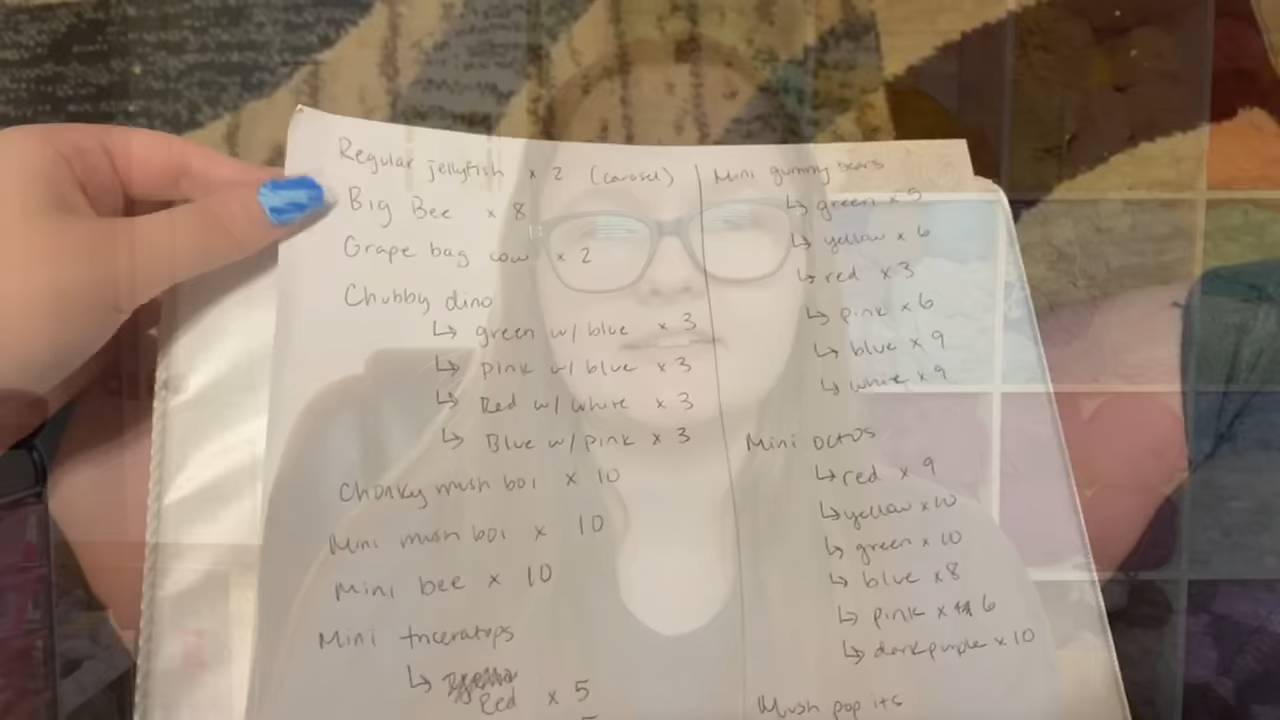 Regular jellyfish x 2 (carosel)
Big Bee x 8
Grape bag cow x 2
Chubby dino
↳ green w/ blue x 3
↳ pink w/ blue x 3
↳ Red w/ white x 3
↳ Blue w/ pink x 3
Chonky mush boi x 10
Mini mush boi x 10
Mini bee x 10
Mini triceratops
↳ Red x 5
Mini gummy bears
↳ green x 5
↳ yellow x 6
↳ red x 3
↳ pink x 6
↳ blue x 9
↳ white x 9
Mini octos
↳ red x 9
↳ yellow x 10
↳ green x 10
↳ blue x 8
↳ pink x 6
↳ dark purple x 10
Mush pop its